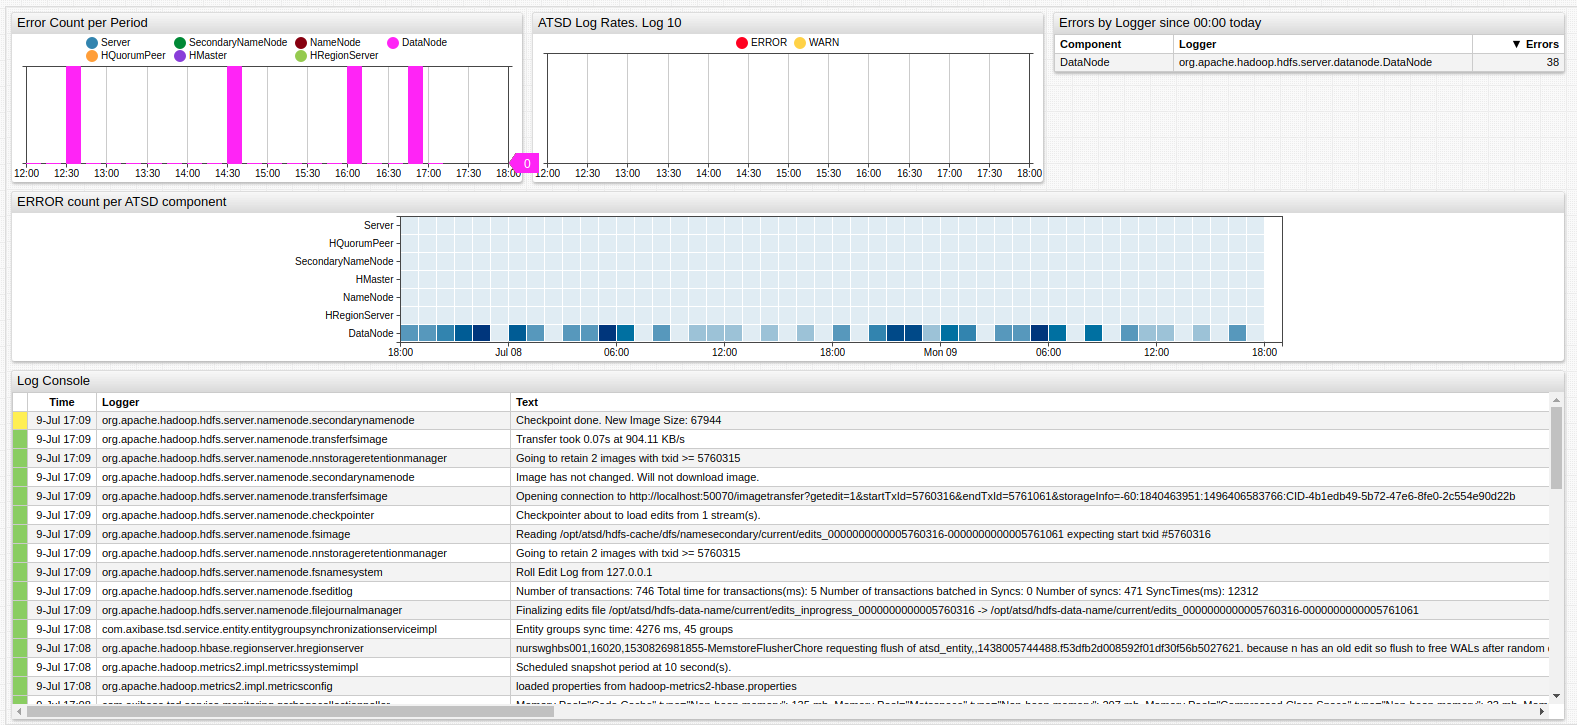 Error Count per Period
Server SecondaryNameNode NameNode DataNode
HQuorumPeer HMaster HRegionServer
12:00 12:30 13:00 13:30 14:00 14:30 15:00 15:30 16:00 16:30 17:00 17:30 18:00
0
ATSD Log Rates. Log 10
ERROR WARN
12:00 12:30 13:00 13:30 14:00 14:30 15:00 15:30 16:00 16:30 17:00 17:30 18:00
Errors by Logger since 00:00 today
Component Logger ▼ Errors
DataNode org.apache.hadoop.hdfs.server.datanode.DataNode 38
ERROR count per ATSD component
Server
HQuorumPeer
SecondaryNameNode
HMaster
NameNode
HRegionServer
DataNode
18:00 Jul 08 06:00 12:00 18:00 Mon 09 06:00 12:00 18:00
Log Console
Time Logger Text
9-Jul 17:09 org.apache.hadoop.hdfs.server.namenode.secondarynamenode Checkpoint done. New Image Size: 67944
9-Jul 17:09 org.apache.hadoop.hdfs.server.namenode.transferfsimage Transfer took 0.07s at 904.11 KB/s
9-Jul 17:09 org.apache.hadoop.hdfs.server.namenode.nnstorageretentionmanager Going to retain 2 images with txid >= 5760315
9-Jul 17:09 org.apache.hadoop.hdfs.server.namenode.secondarynamenode Image has not changed. Will not download image.
9-Jul 17:09 org.apache.hadoop.hdfs.server.namenode.transferfsimage Opening connection to http://localhost:50070/imagetransfer?getedit=1&startTxId=5760316&endTxId=5761061&storageInfo=-60:1840463951:1496406583766:CID-4b1edb49-5b72-47e6-8fe0-2c554e90d22b
9-Jul 17:09 org.apache.hadoop.hdfs.server.namenode.checkpointer Checkpointer about to load edits from 1 stream(s).
9-Jul 17:09 org.apache.hadoop.hdfs.server.namenode.fsimage Reading /opt/atsd/hdfs-cache/dfs/namesecondary/current/edits_0000000000005760316-0000000000005761061 expecting start txid #5760316
9-Jul 17:09 org.apache.hadoop.hdfs.server.namenode.nnstorageretentionmanager Going to retain 2 images with txid >= 5760315
9-Jul 17:09 org.apache.hadoop.hdfs.server.namenode.fsnamesystem Roll Edit Log from 127.0.0.1
9-Jul 17:09 org.apache.hadoop.hdfs.server.namenode.fseditlog Number of transactions: 746 Total time for transactions(ms): 5 Number of transactions batched in Syncs: 0 Number of syncs: 471 SyncTimes(ms): 12312
9-Jul 17:09 org.apache.hadoop.hdfs.server.namenode.filejournalmanager Finalizing edits file /opt/atsd/hdfs-data-name/current/edits_inprogress_0000000000005760316 -> /opt/atsd/hdfs-data-name/current/edits_0000000000005760316-0000000000005761061
9-Jul 17:08 com.axibase.tsd.service.entity.entitygroupsynchronizationserviceimpl Entity groups sync time: 4276 ms, 45 groups
9-Jul 17:08 org.apache.hadoop.hbase.regionserver.hregionserver nurswghbs001,16020,1530826981855-MemstoreFlusherChore requesting flush of atsd_entity,,1438005744488.f53dfb2d008592f01df30f56b5027621. because n has an old edit so flush to free WALs after random
9-Jul 17:08 org.apache.hadoop.metrics2.impl.metricssystemimpl Scheduled snapshot period at 10 second(s).
9-Jul 17:08 org.apache.hadoop.metrics2.impl.metricsconfig loaded properties from hadoop-metrics2-hbase.properties